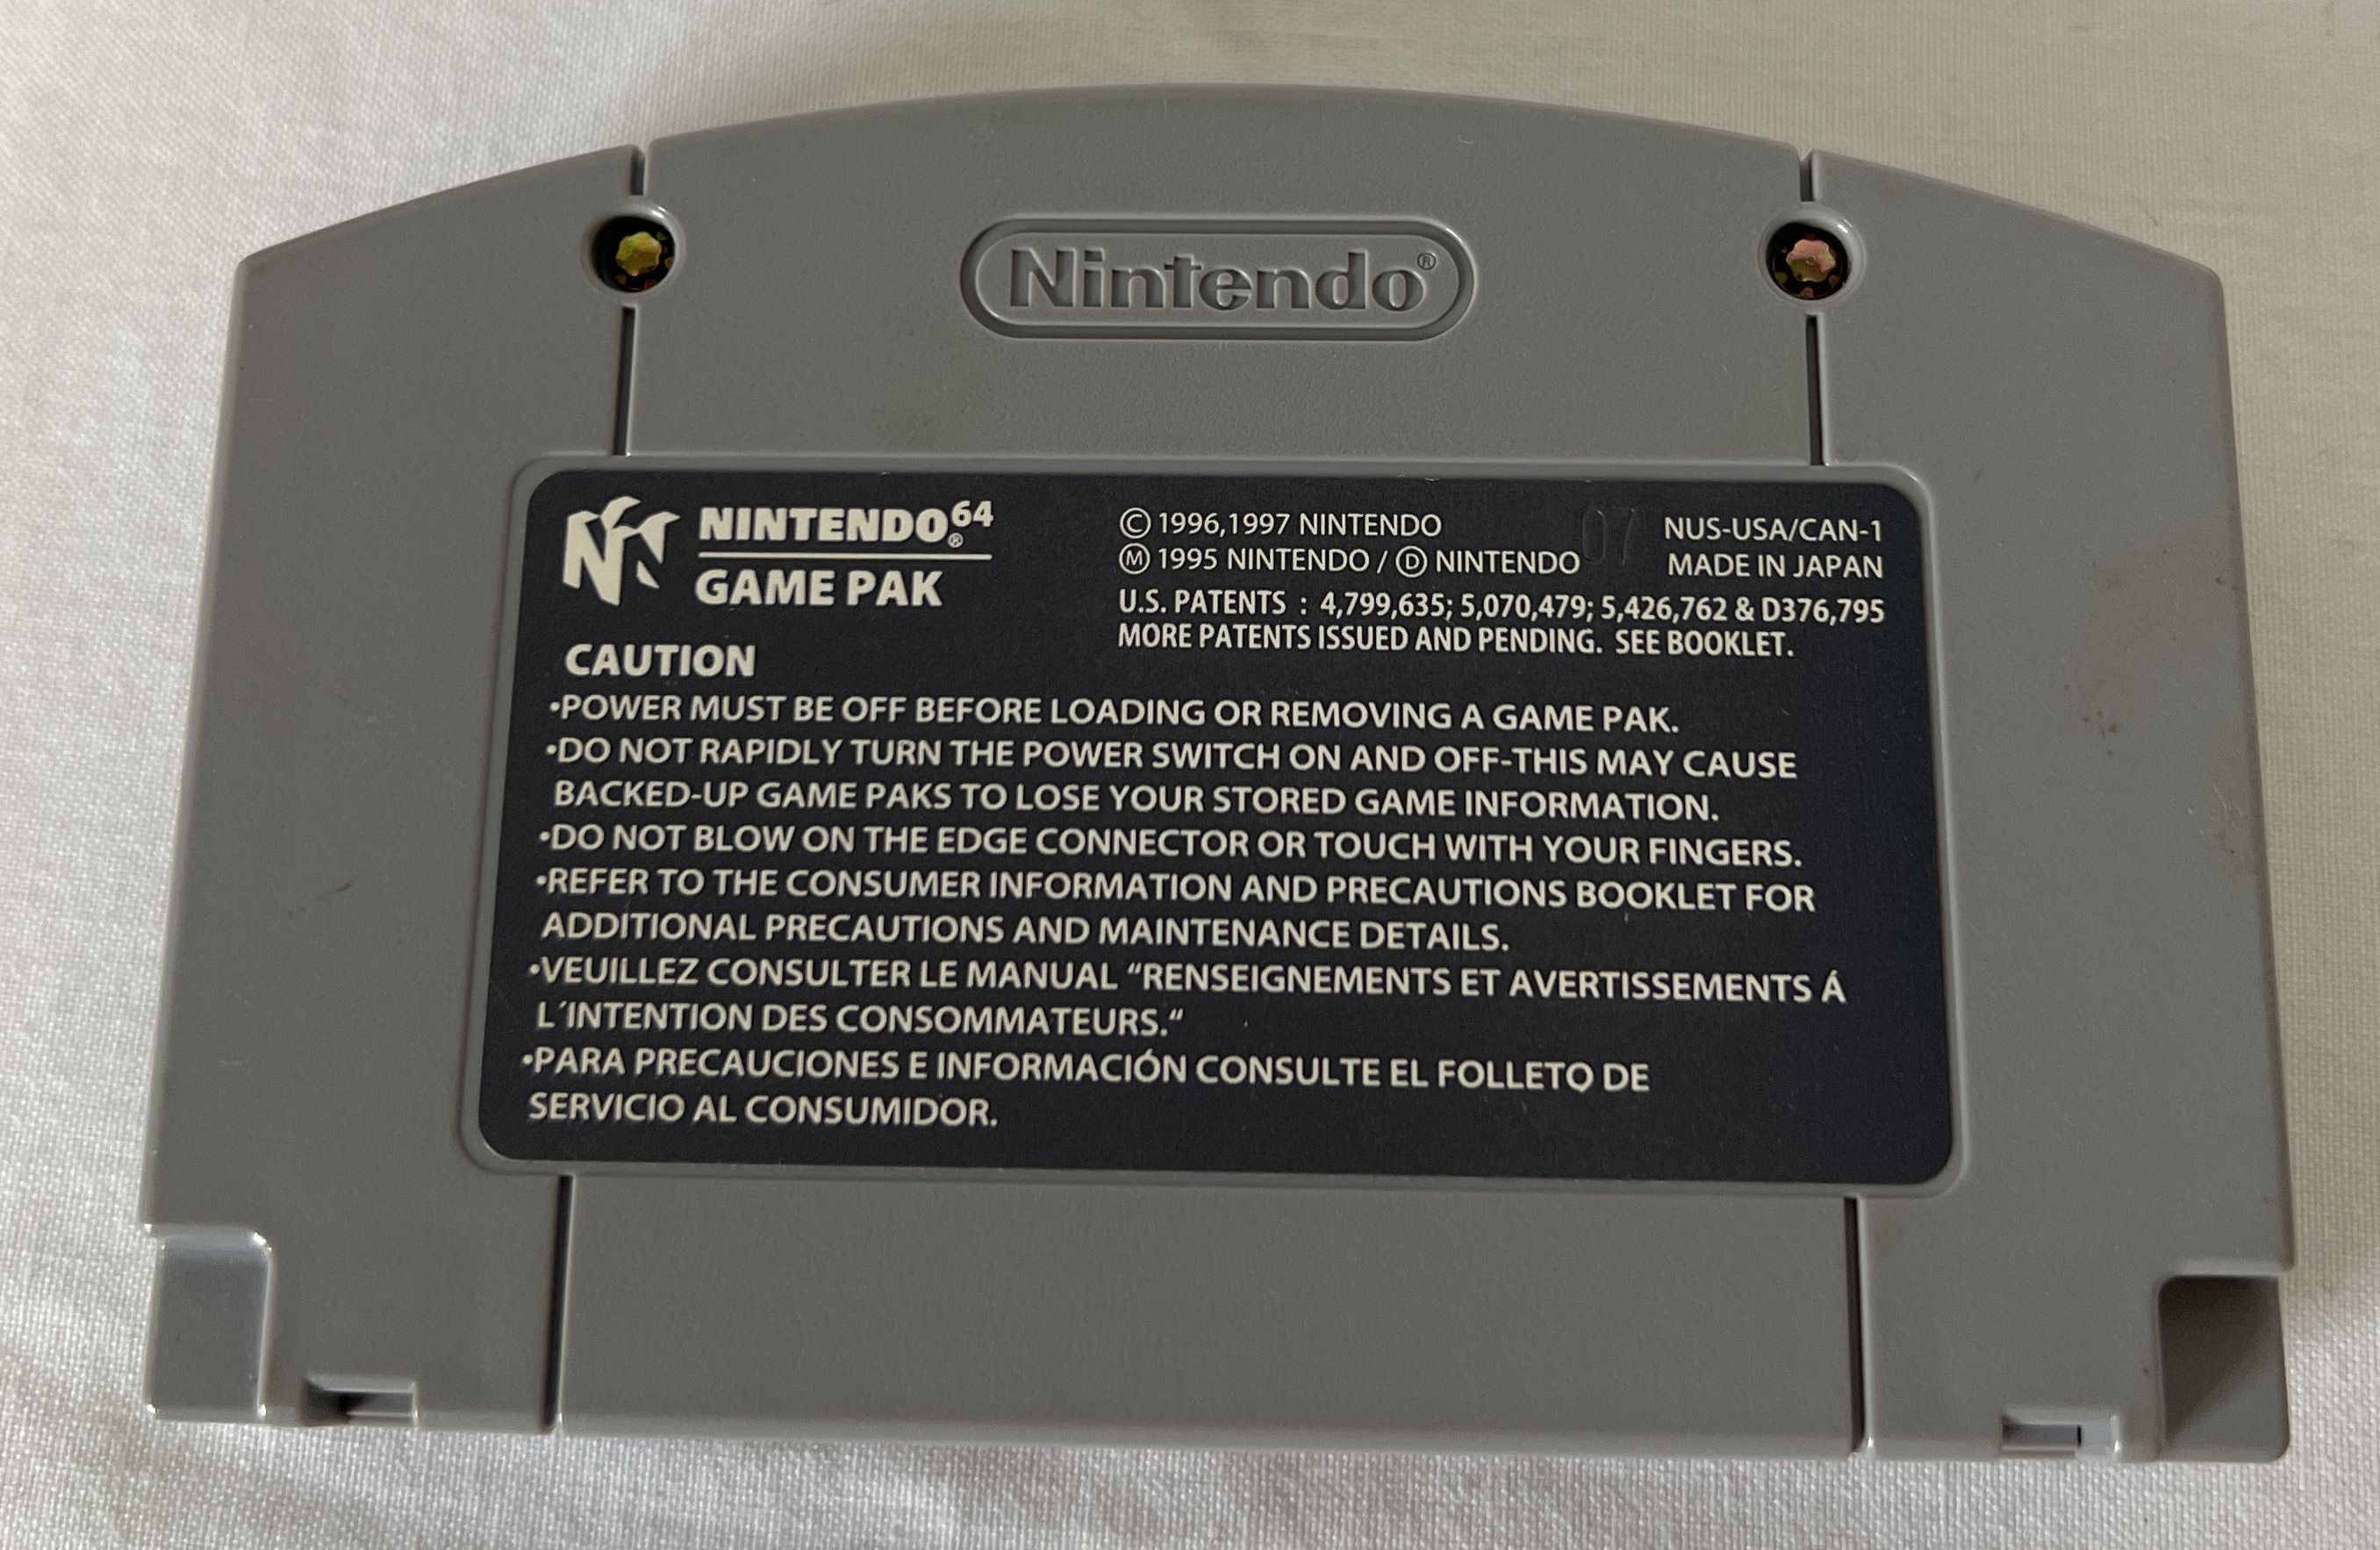 Nintendo®
NINTENDO®64
GAME PAK
© 1996,1997 NINTENDO
Ⓜ 1995 NINTENDO / Ⓓ NINTENDO
07
NUS-USA/CAN-1
MADE IN JAPAN
U.S. PATENTS : 4,799,635; 5,070,479; 5,426,762 & D376,795
MORE PATENTS ISSUED AND PENDING. SEE BOOKLET.
CAUTION
•POWER MUST BE OFF BEFORE LOADING OR REMOVING A GAME PAK.
•DO NOT RAPIDLY TURN THE POWER SWITCH ON AND OFF-THIS MAY CAUSE
BACKED-UP GAME PAKS TO LOSE YOUR STORED GAME INFORMATION.
•DO NOT BLOW ON THE EDGE CONNECTOR OR TOUCH WITH YOUR FINGERS.
•REFER TO THE CONSUMER INFORMATION AND PRECAUTIONS BOOKLET FOR
ADDITIONAL PRECAUTIONS AND MAINTENANCE DETAILS.
•VEUILLEZ CONSULTER LE MANUAL “RENSEIGNEMENTS ET AVERTISSEMENTS Á
L´INTENTION DES CONSOMMATEURS.“
•PARA PRECAUCIONES E INFORMACIÓN CONSULTE EL FOLLETO DE
SERVICIO AL CONSUMIDOR.